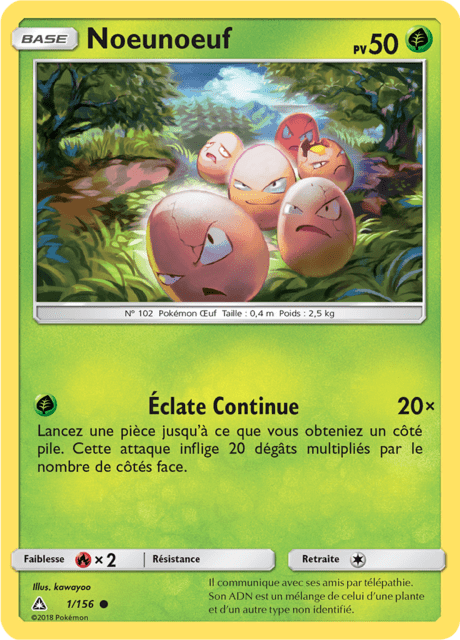 BASE Noeunoeuf PV 50
N° 102 Pokémon Œuf Taille : 0,4 m Poids : 2,5 kg
Éclate Continue 20×
Lancez une pièce jusqu'à ce que vous obteniez un côté
pile. Cette attaque inflige 20 dégâts multipliés par le
nombre de côtés face.
Faiblesse × 2 Résistance Retraite
Illus. kawayoo
1/156
©2018 Pokémon
Il communique avec ses amis par télépathie.
Son ADN est un mélange de celui d'une plante
et d'un autre type non identifié.